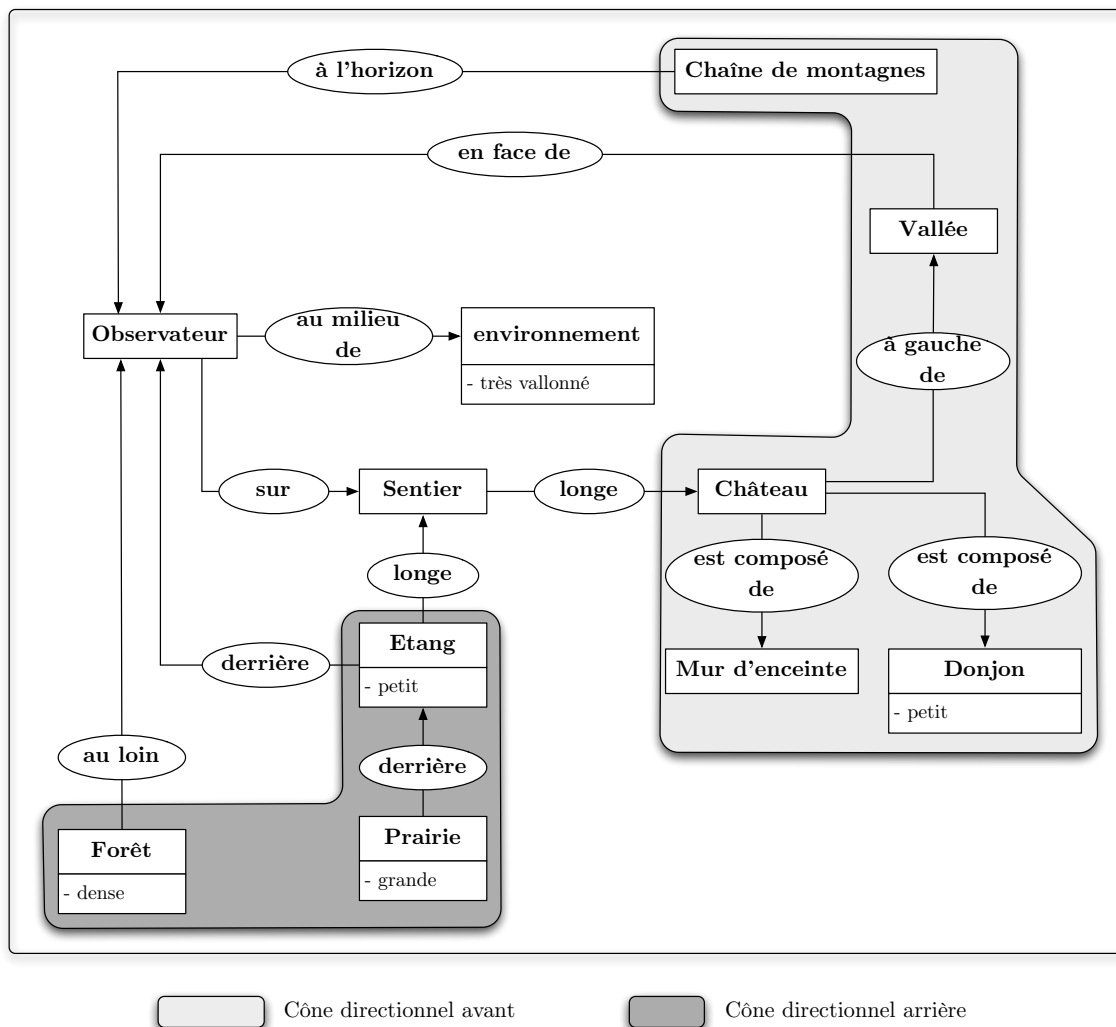 à l'horizon
Chaîne de montagnes
en face de
Vallée
Observateur
au milieu
de
environnement
- très vallonné
à gauche
de
sur
Sentier
longe
Château
longe
est composé
de
est composé
de
derrière
Etang
- petit
Mur d'enceinte
Donjon
- petit
au loin
derrière
Forêt
- dense
Prairie
- grande
Cône directionnel avant
Cône directionnel arrière